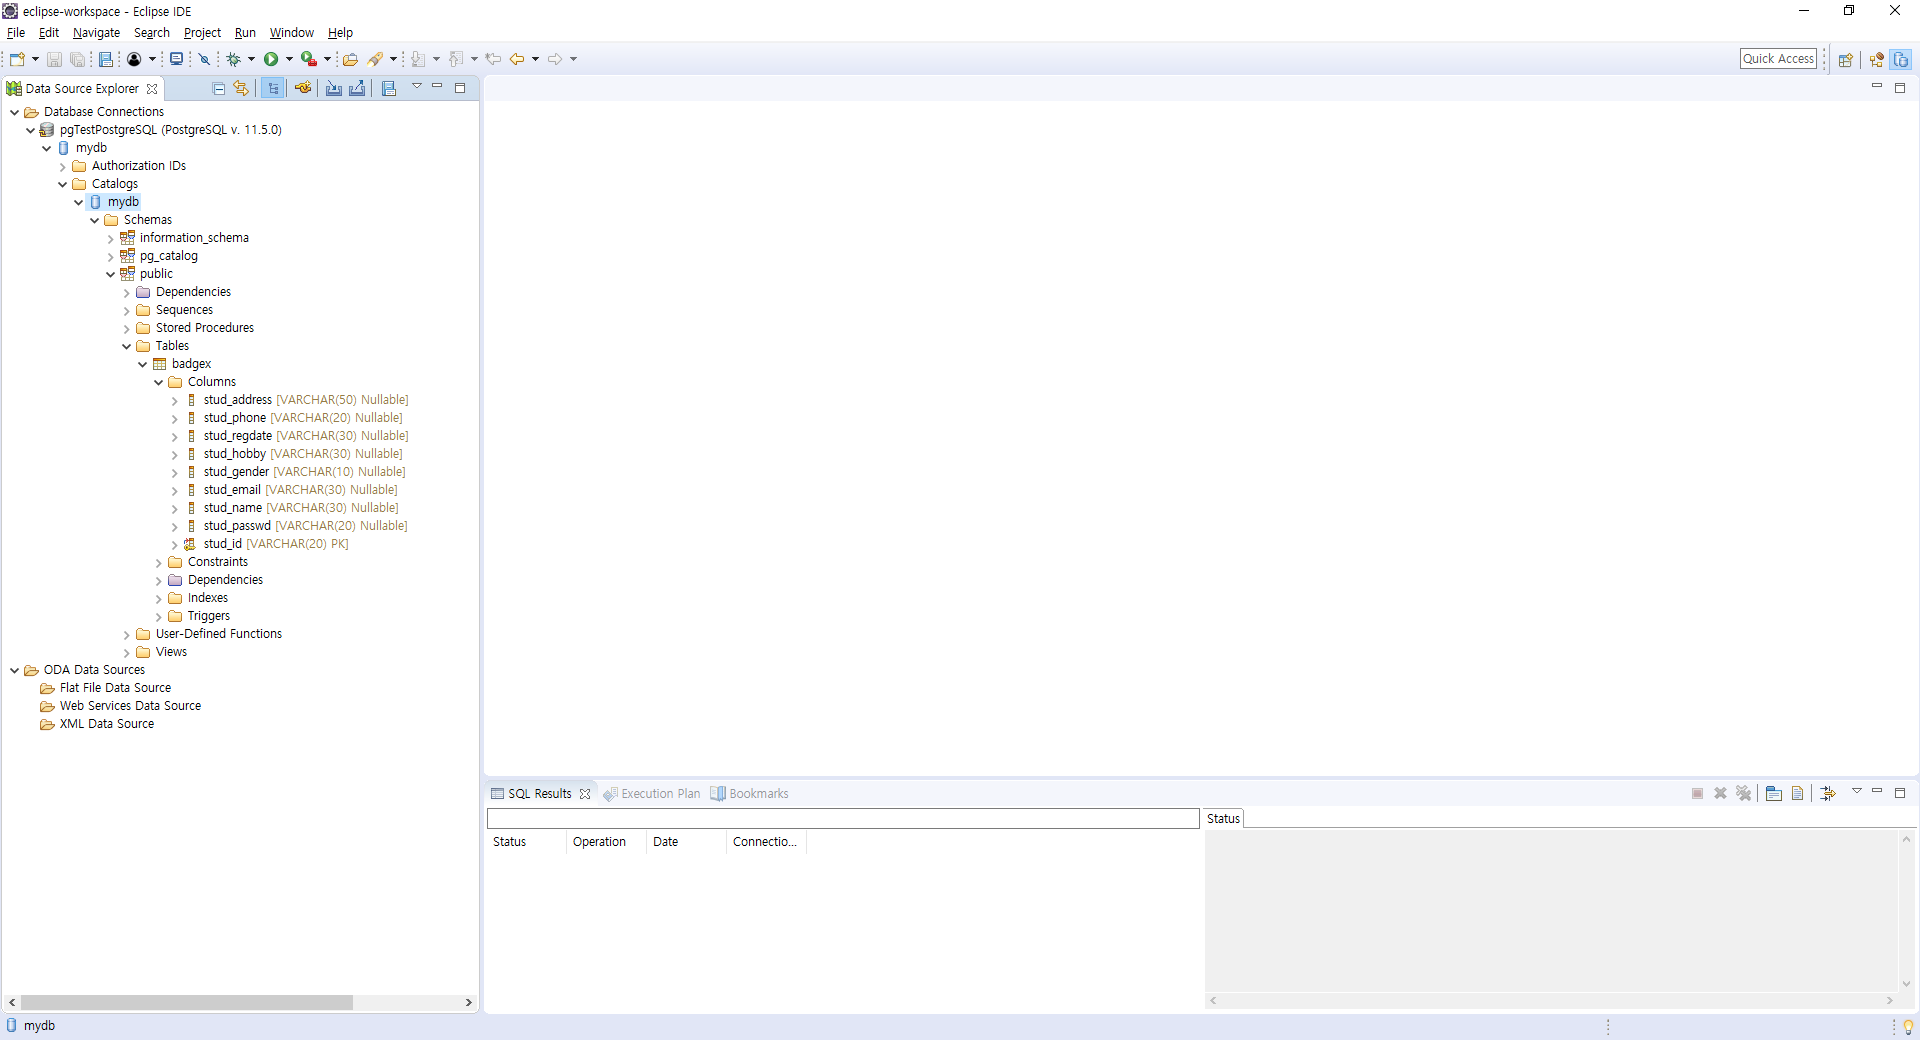 eclipse-workspace - Eclipse IDE
File Edit Navigate Search Project Run Window Help
Quick Access
Data Source Explorer
Database Connections
pgTestPostgreSQL (PostgreSQL v. 11.5.0)
mydb
Authorization IDs
Catalogs
mydb
Schemas
information_schema
pg_catalog
public
Dependencies
Sequences
Stored Procedures
Tables
badgex
Columns
stud_address [VARCHAR(50) Nullable]
stud_phone [VARCHAR(20) Nullable]
stud_regdate [VARCHAR(30) Nullable]
stud_hobby [VARCHAR(30) Nullable]
stud_gender [VARCHAR(10) Nullable]
stud_email [VARCHAR(30) Nullable]
stud_name [VARCHAR(30) Nullable]
stud_passwd [VARCHAR(20) Nullable]
stud_id [VARCHAR(20) PK]
Constraints
Dependencies
Indexes
Triggers
User-Defined Functions
Views
ODA Data Sources
Flat File Data Source
Web Services Data Source
XML Data Source
SQL Results Execution Plan Bookmarks
Status
Status Operation Date Connectio...
mydb